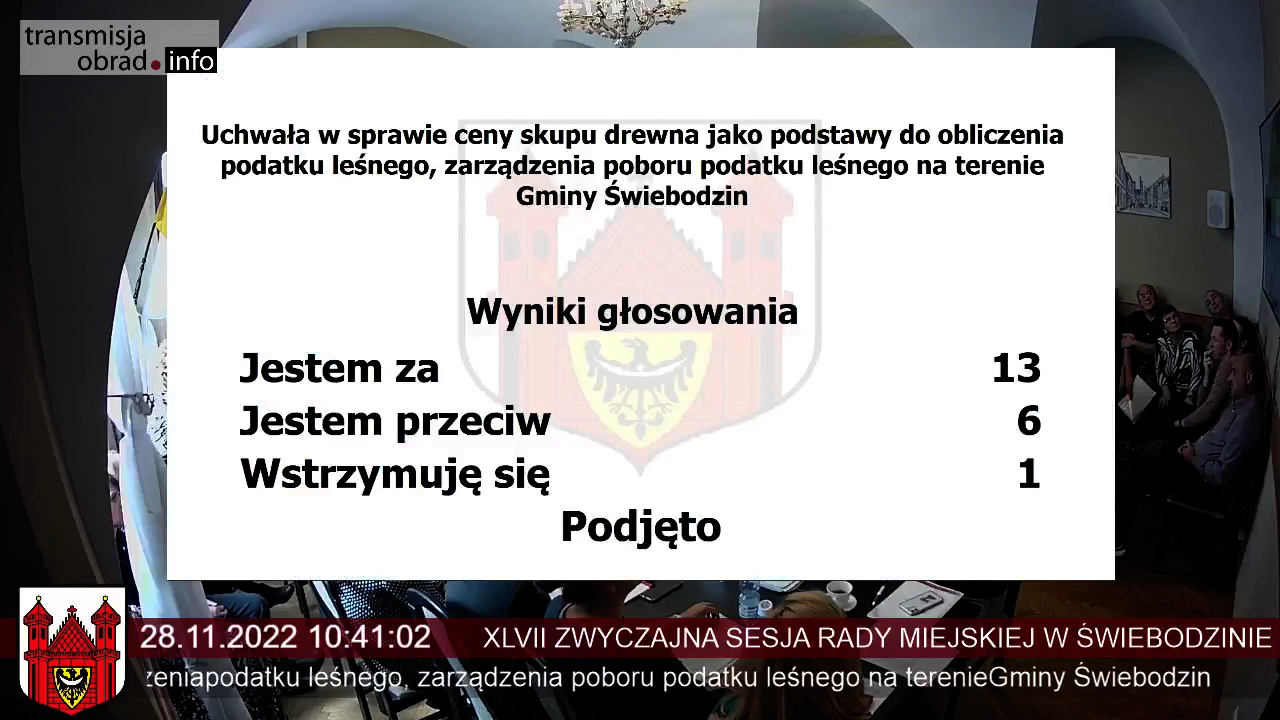 transmisja
obrad.info
Uchwała w sprawie ceny skupu drewna jako podstawy do obliczenia
podatku leśnego, zarządzenia poboru podatku leśnego na terenie
Gminy Świebodzin
Wyniki głosowania
Jestem za 13
Jestem przeciw 6
Wstrzymuję się 1
Podjęto
28.11.2022 10:41:02 XLVII ZWYCZAJNA SESJA RADY MIEJSKIEJ W ŚWIEBODZINIE
zeniapodatku leśnego, zarządzenia poboru podatku leśnego na terenieGminy Świebodzin